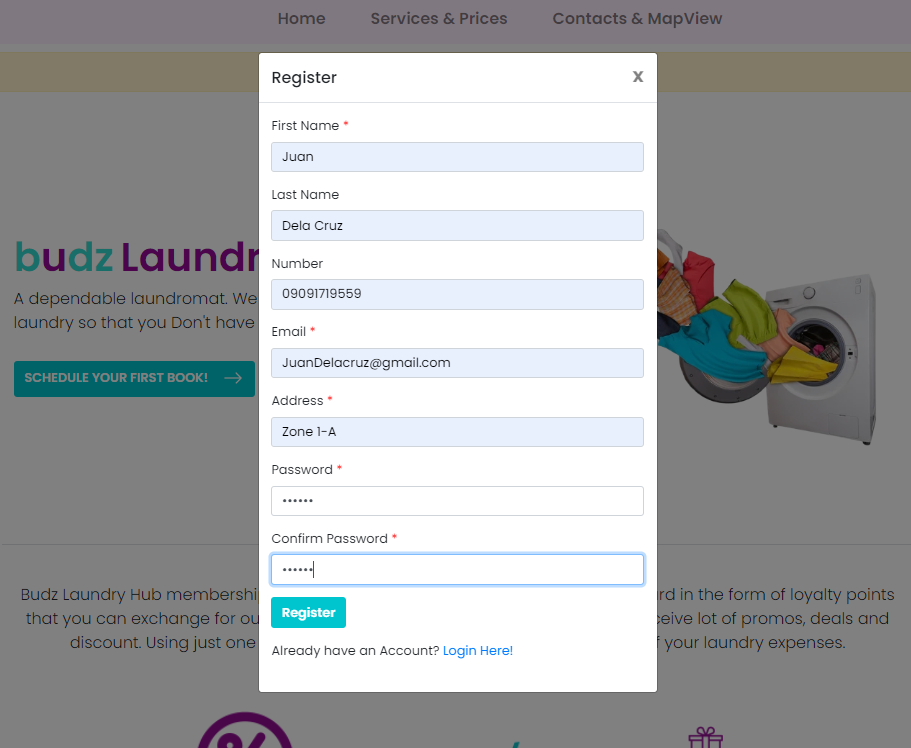 Home Services & Prices Contacts & MapView
Register x
First Name *
Juan
Last Name
Dela Cruz
Number
09091719559
Email *
JuanDelacruz@gmail.com
Address *
Zone 1-A
Password *
••••••
Confirm Password *
••••••
Register
Already have an Account? Login Here!
budz Laundr
A dependable laundromat. We
laundry so that you Don't have
SCHEDULE YOUR FIRST BOOK!
Budz Laundry Hub membershi rd in the form of loyalty points
that you can exchange for ou eive lot of promos, deals and
discount. Using just one f your laundry expenses.